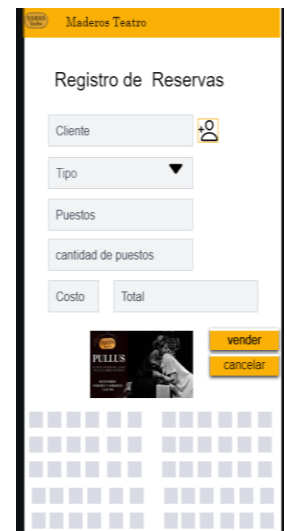 Maderos Teatro
Registro de Reservas
Cliente
Tipo
Puestos
cantidad de puestos
Costo
Total
PULLUS
vender
cancelar